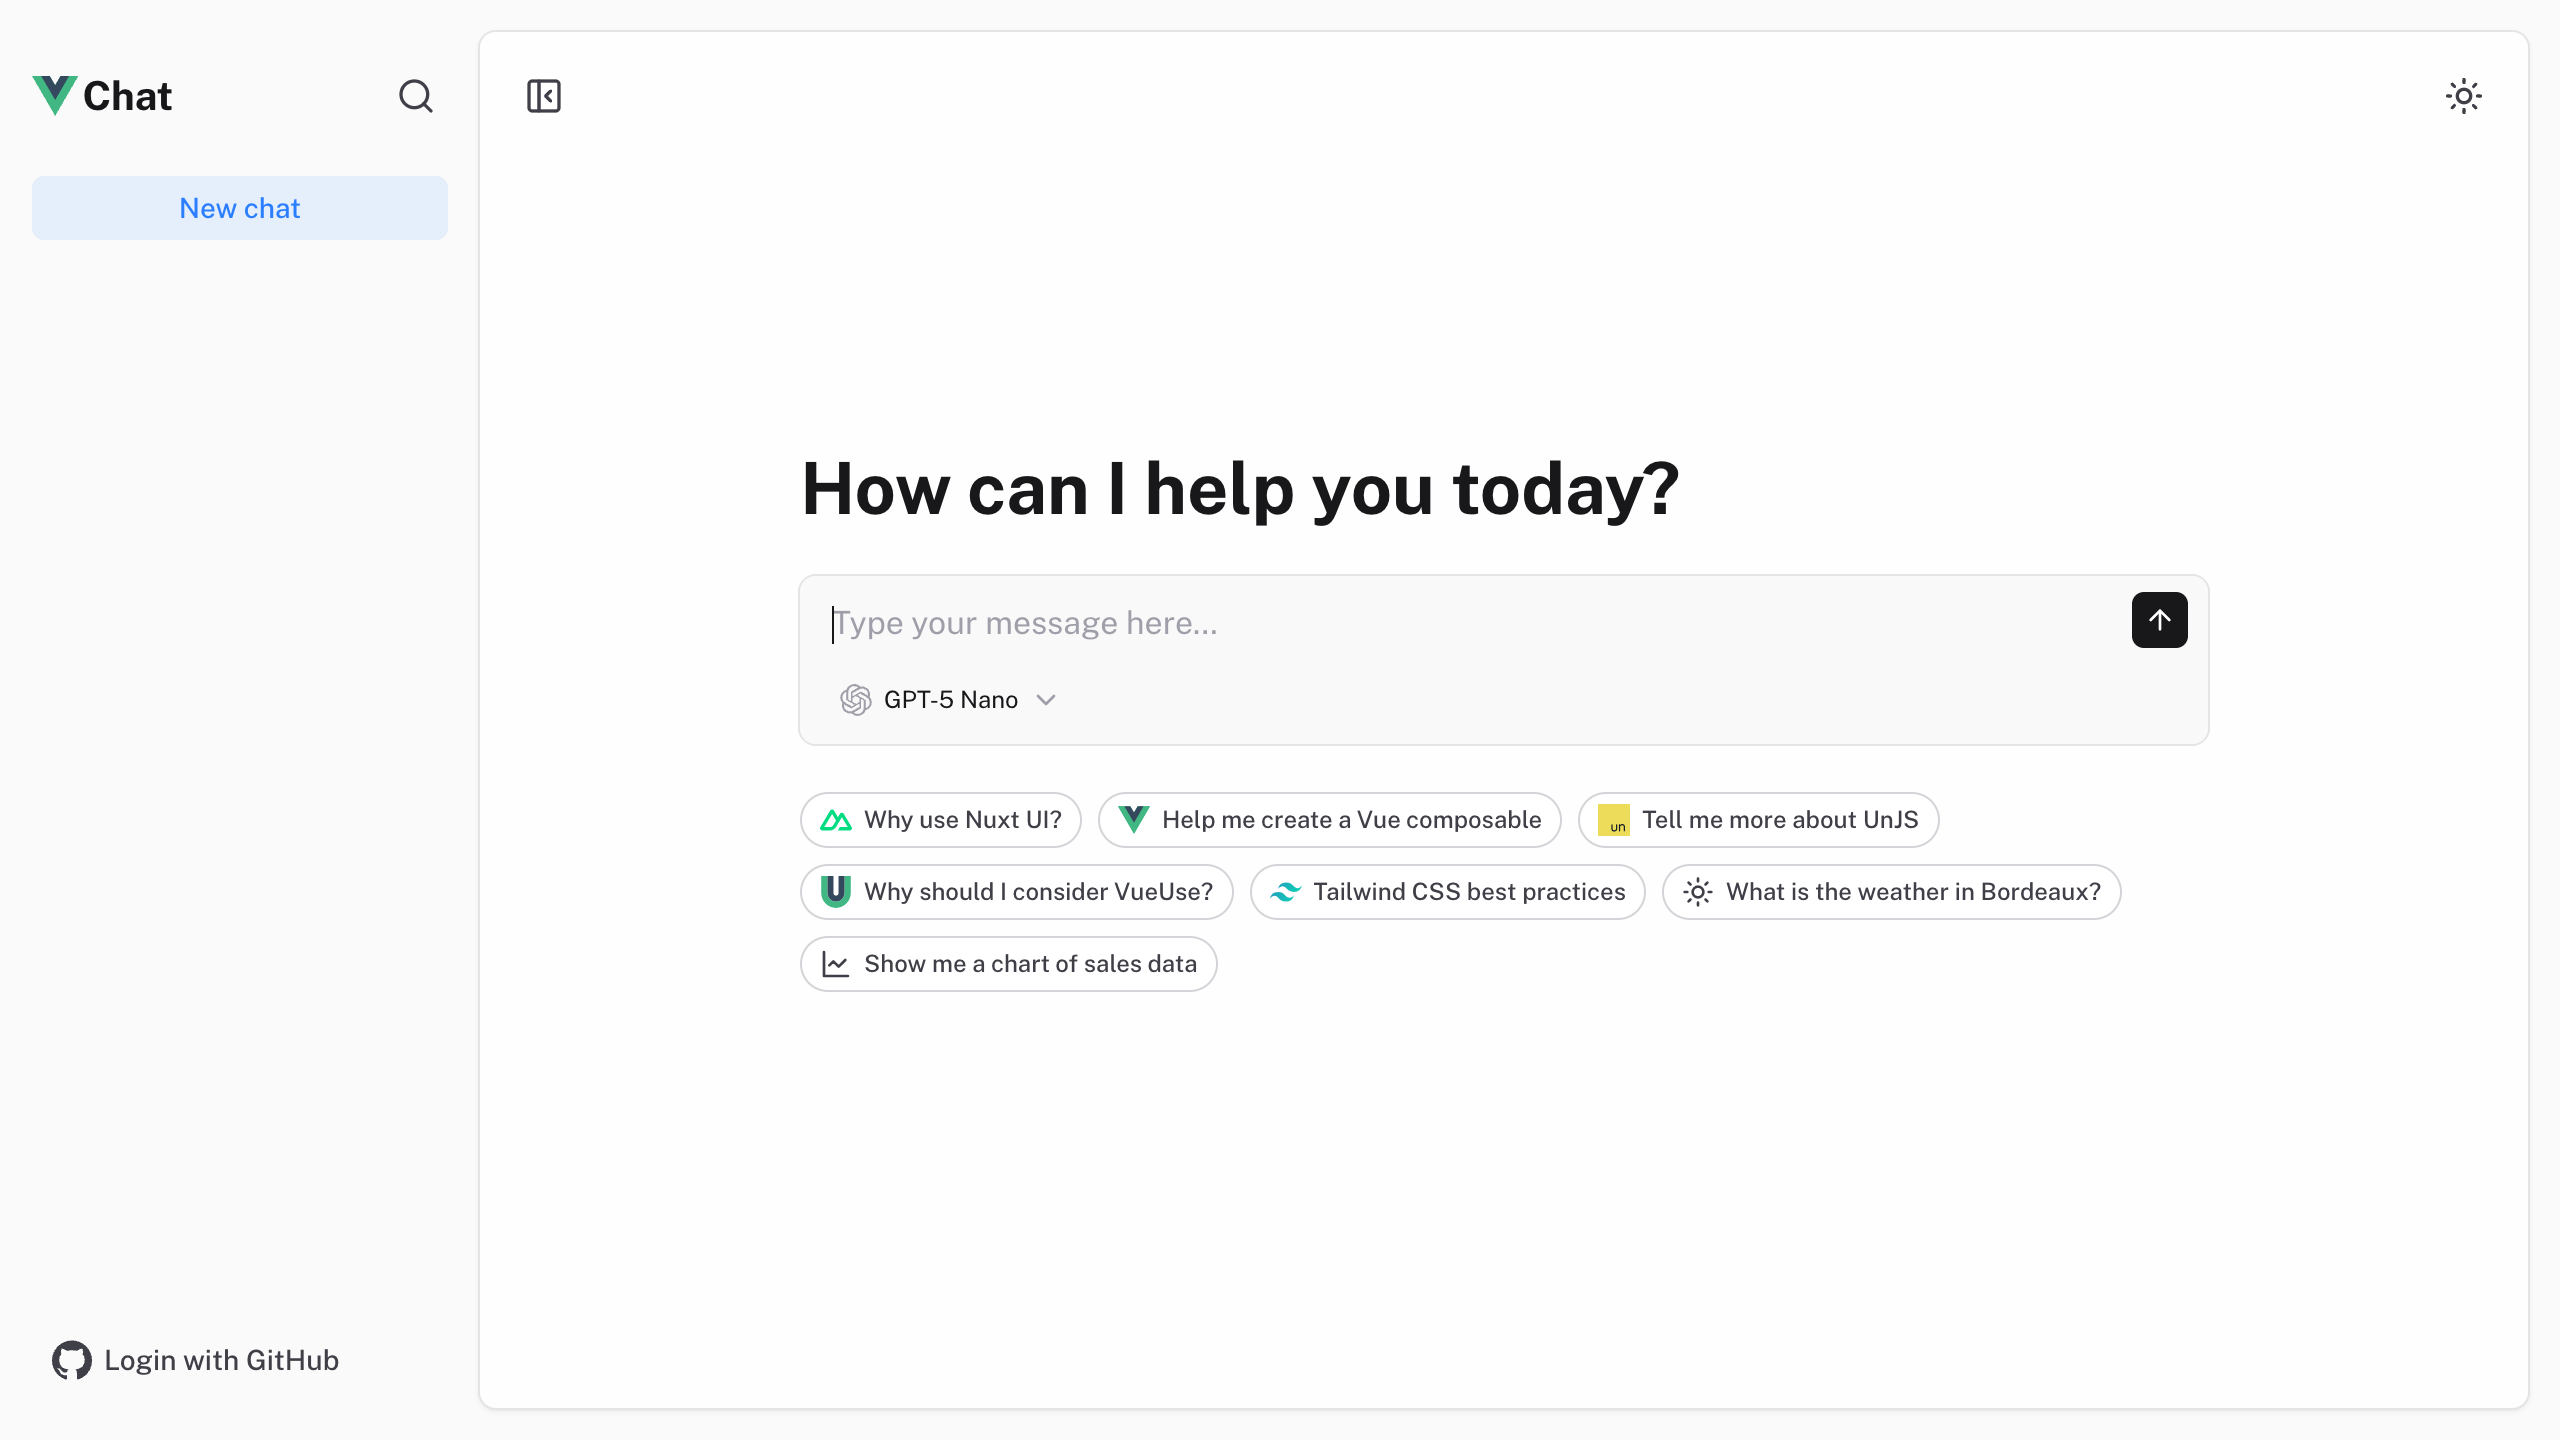 Chat
New chat
How can I help you today?
Type your message here...
GPT-5 Nano
Why use Nuxt UI?
Help me create a Vue composable
un
Tell me more about UnJS
Why should I consider VueUse?
Tailwind CSS best practices
What is the weather in Bordeaux?
Show me a chart of sales data
Login with GitHub